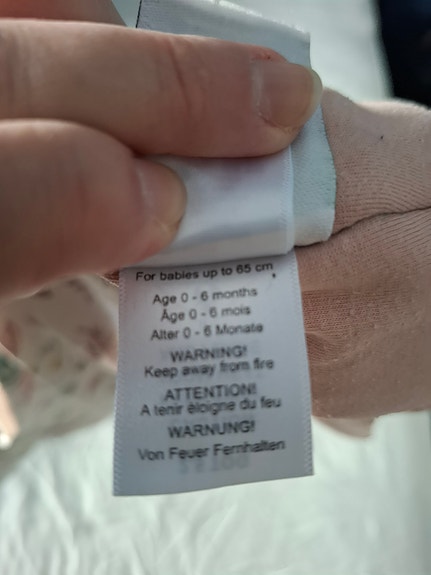 For babies up to 65 cm
Age 0 - 6 months
Âge 0 - 6 mois
Alter 0 - 6 Monate
WARNING!
Keep away from fire
ATTENTION!
A tenir éloigne du feu
WARNUNG!
Von Feuer Fernhalten